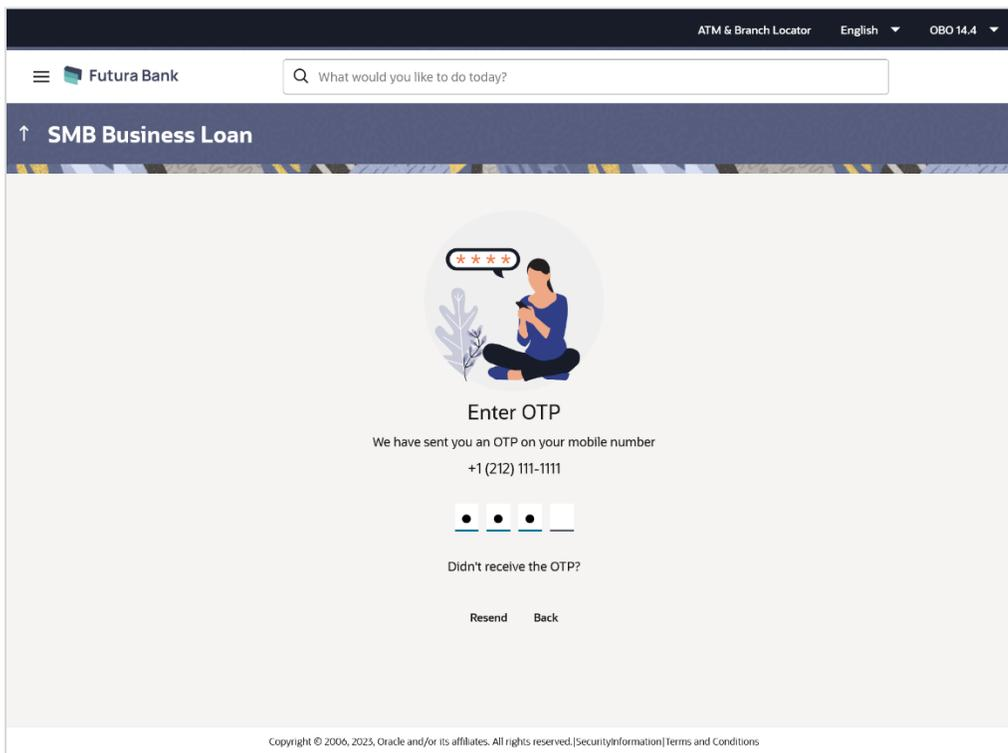 ATM & Branch Locator English OBO 14.4
Futura Bank What would you like to do today?
↑ SMB Business Loan
* * * *
Enter OTP
We have sent you an OTP on your mobile number
+1 (212) 111-1111
Didn't receive the OTP?
Resend Back
Copyright © 2006, 2023, Oracle and/or its affiliates. All rights reserved.|SecurityInformation|Terms and Conditions